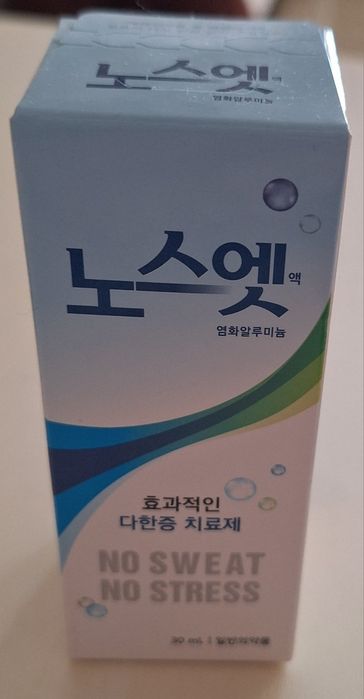 노스엣
염화알루미늄
노스엣 액
염화알루미늄
효과적인
다한증 치료제
NO SWEAT
NO STRESS
30 mL | 일반의약품